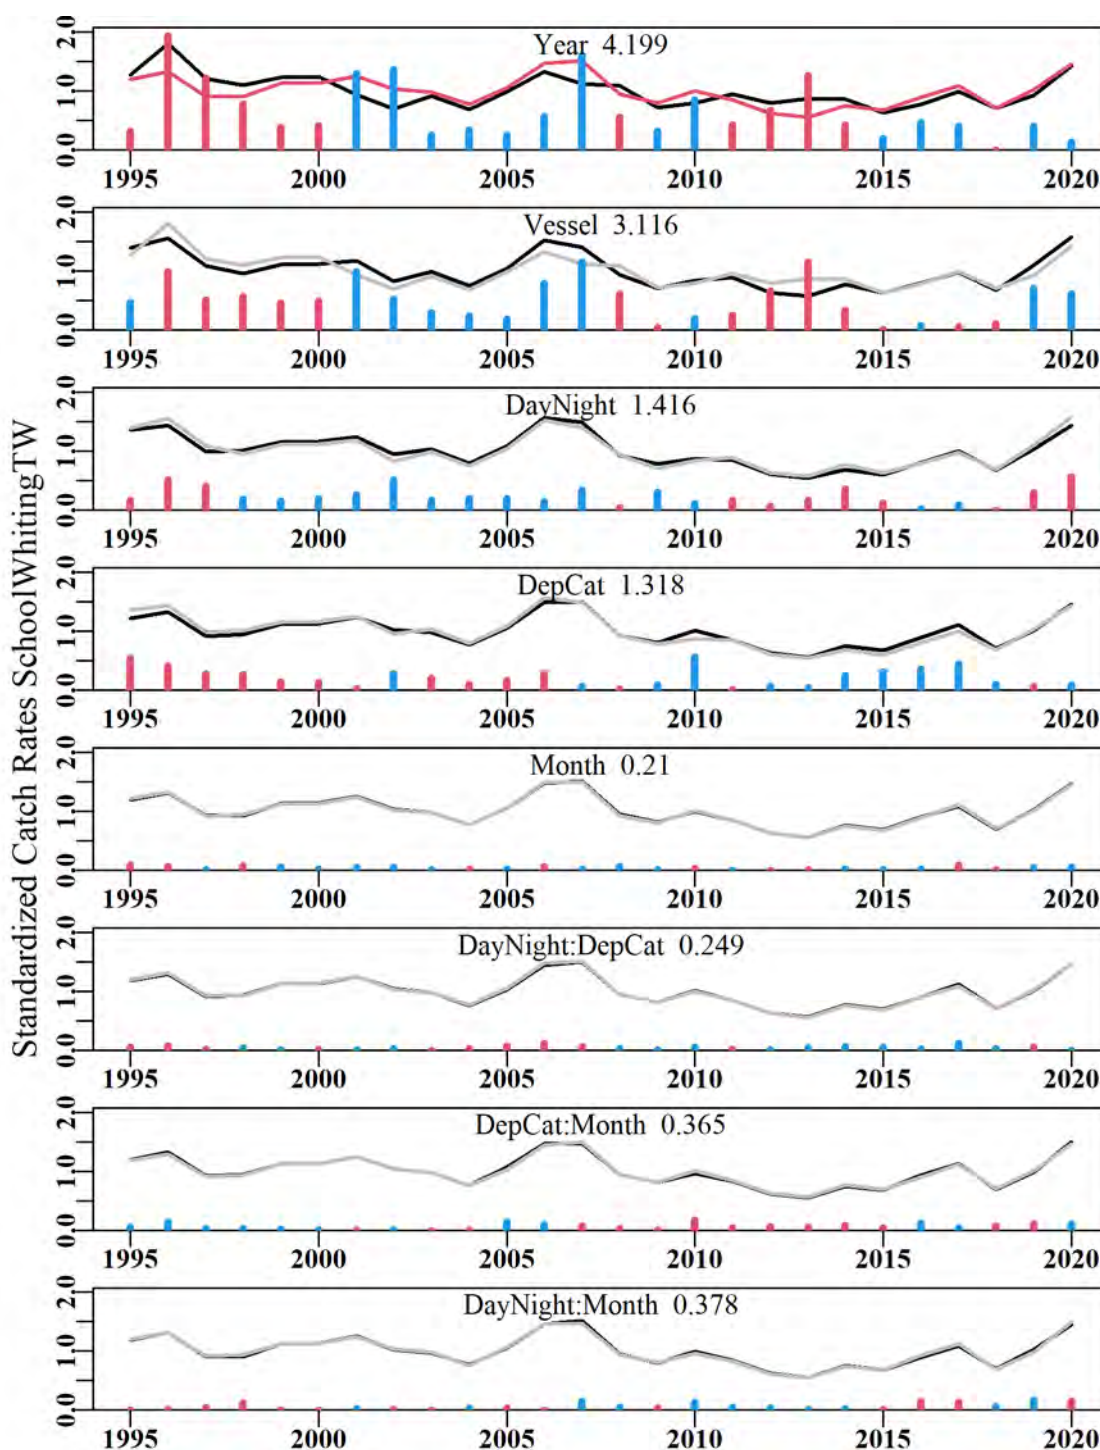 Standardized Catch Rates SchoolWhitingTW
Year 4.199
0.0 1.0 2.0
1995 2000 2005 2010 2015 2020
Vessel 3.116
0.0 1.0 2.0
1995 2000 2005 2010 2015 2020
DayNight 1.416
0.0 1.0 2.0
1995 2000 2005 2010 2015 2020
DepCat 1.318
0.0 1.0 2.0
1995 2000 2005 2010 2015 2020
Month 0.21
0.0 1.0 2.0
1995 2000 2005 2010 2015 2020
DayNight:DepCat 0.249
0.0 1.0 2.0
1995 2000 2005 2010 2015 2020
DepCat:Month 0.365
0.0 1.0 2.0
1995 2000 2005 2010 2015 2020
DayNight:Month 0.378
0.0 1.0 2.0
1995 2000 2005 2010 2015 2020